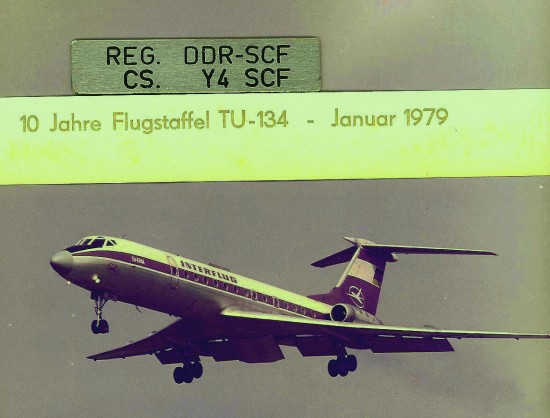 REG. DDR-SCF
CS. Y4 SCF
10 Jahre Flugstaffel TU-134 - Januar 1979
INTERFLUG